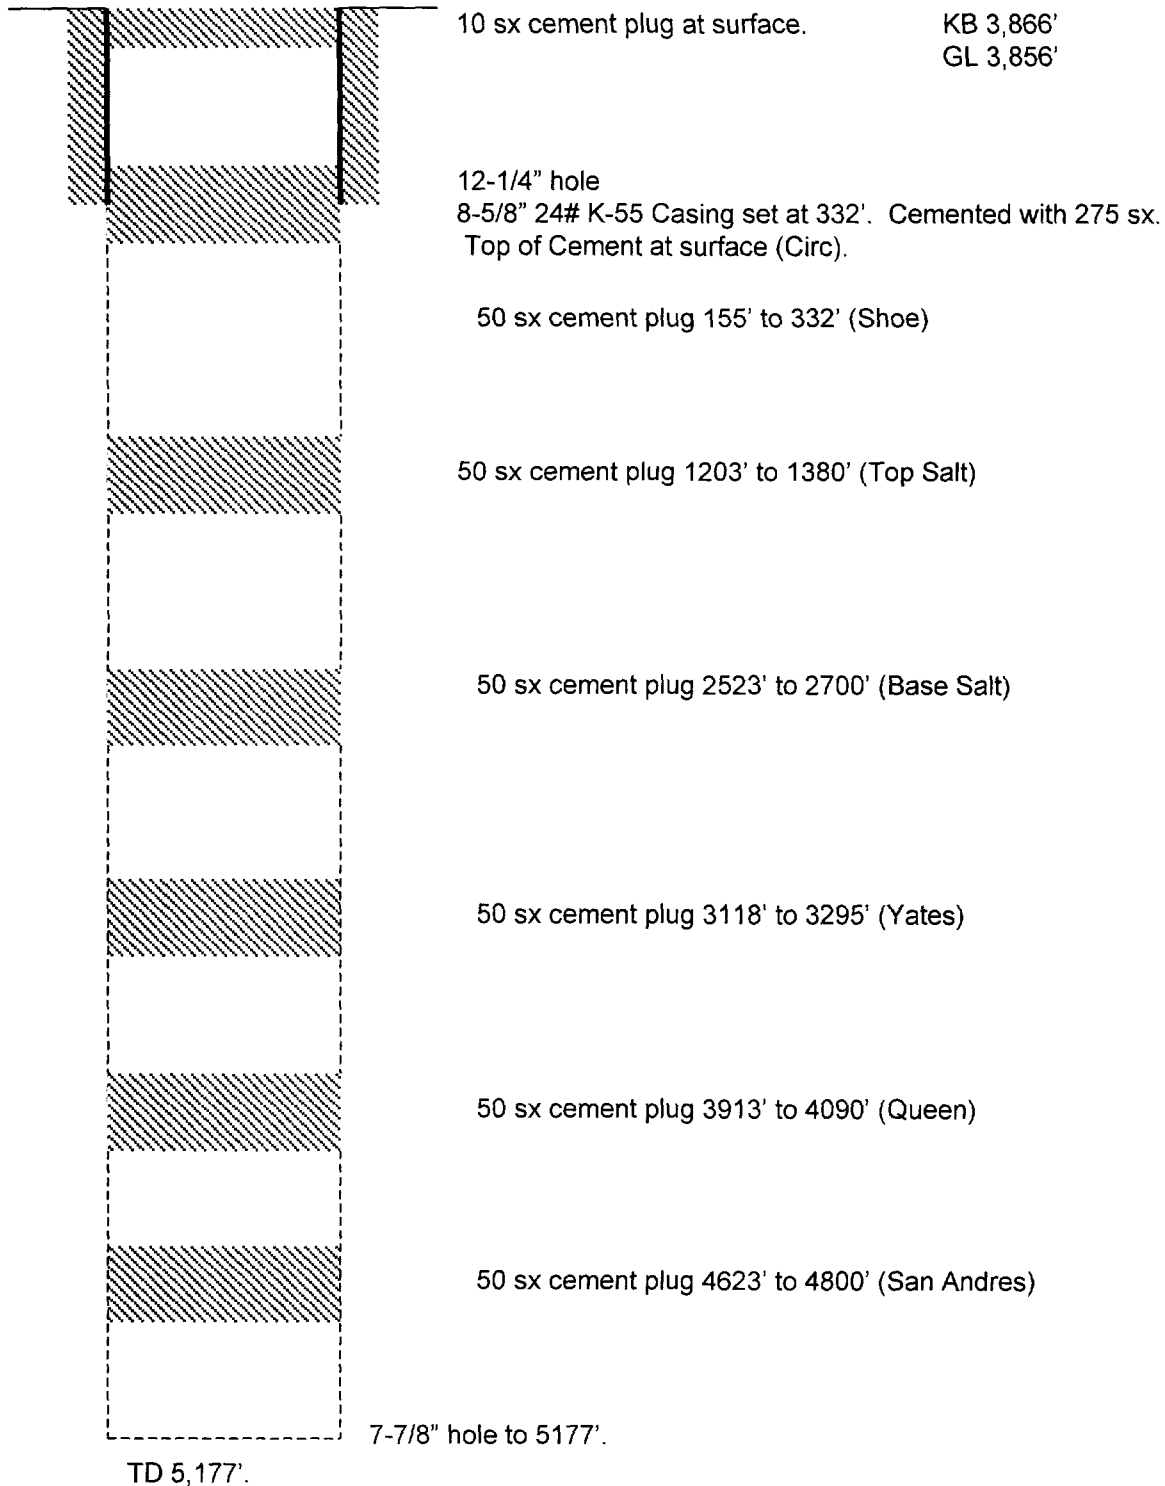 10 sx cement plug at surface. KB 3,866'
GL 3,856'
12-1/4" hole
8-5/8" 24# K-55 Casing set at 332'. Cemented with 275 sx.
Top of Cement at surface (Circ).
50 sx cement plug 155' to 332' (Shoe)
50 sx cement plug 1203' to 1380' (Top Salt)
50 sx cement plug 2523' to 2700' (Base Salt)
50 sx cement plug 3118' to 3295' (Yates)
50 sx cement plug 3913' to 4090' (Queen)
50 sx cement plug 4623' to 4800' (San Andres)
7-7/8" hole to 5177'.
TD 5,177'.